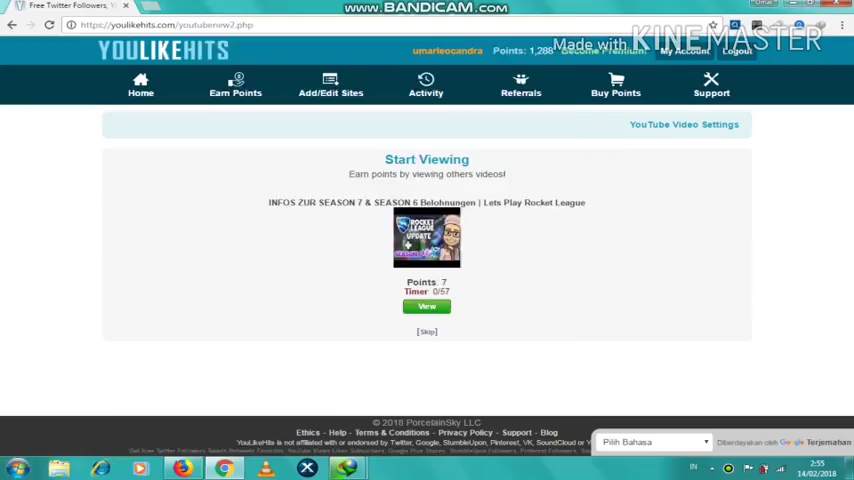 www.BANDICAM.com
Free Twitter Followers,
https://youlikehits.com/youtubenew2.php
Made with KINEMASTER
YOULIKEHITS
umarleocandra Points: 1,288 Become Premium! My Account Logout
Home Earn Points Add/Edit Sites Activity Referrals Buy Points Support
YouTube Video Settings
Start Viewing
Earn points by viewing others videos!
INFOS ZUR SEASON 7 & SEASON 6 Belohnungen | Lets Play Rocket League
ROCKET
LEAGUE
UPDATE
+
Points: 7
Timer 0/57
View
[Skip]
© 2018 PorcelainSky LLC
Ethics - Help - Terms & Conditions - Privacy Policy - Support - Blog
YouLikeHits is not affiliated with or endorsed by Twitter, Google, StumbleUpon, Pinterest, VK, SoundCloud or
Pilih Bahasa
Diberdayakan oleh Google Terjemahan
IN
2:55
14/02/2018